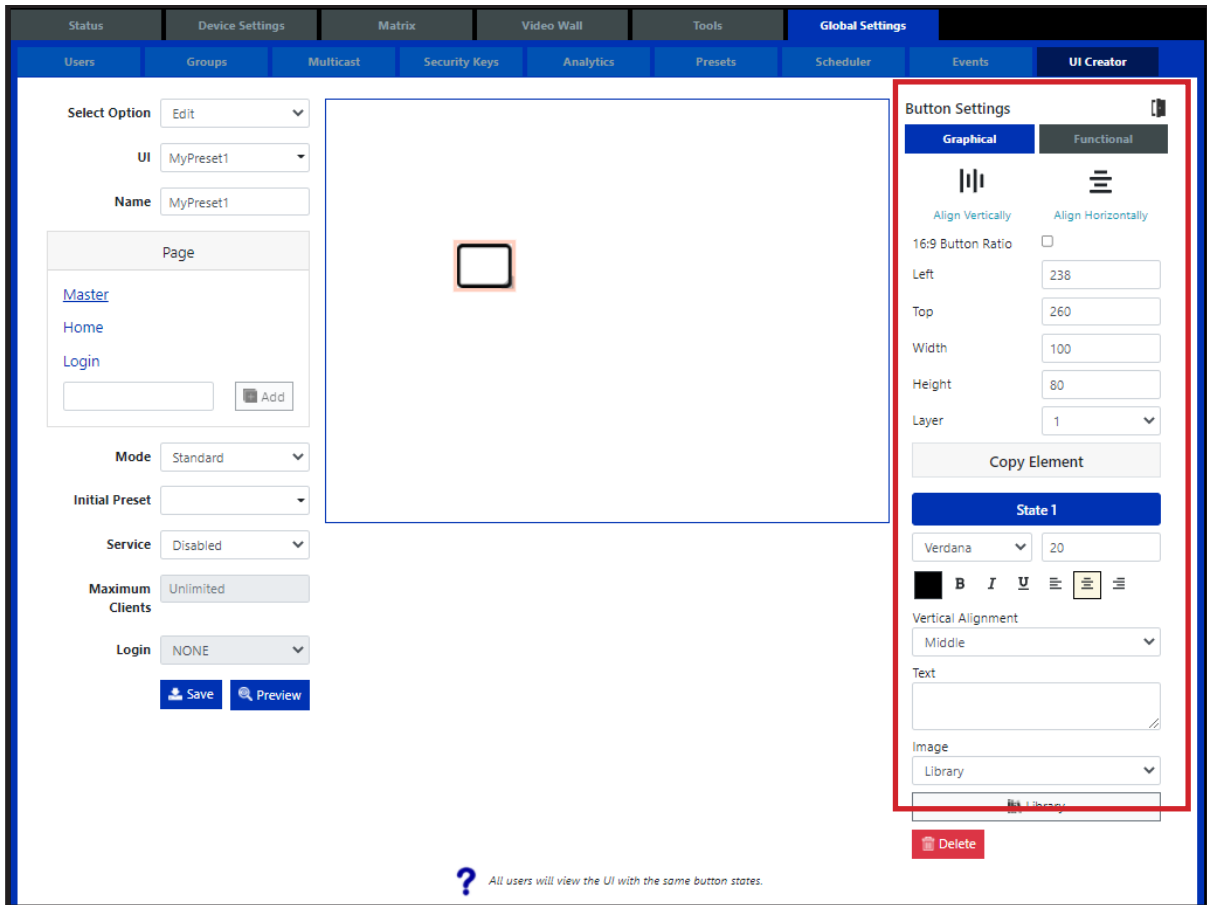 Status
Device Settings
Matrix
Video Wall
Tools
Global Settings
Users
Groups
Multicast
Security Keys
Analytics
Presets
Scheduler
Events
UI Creator
Select Option
Edit
UI
MyPreset1
Name
MyPreset1
Page
Master
Home
Login
Add
Mode
Standard
Initial Preset
Service
Disabled
Maximum
Clients
Unlimited
Login
NONE
Save
Preview
Button Settings
Graphical
Functional
Align Vertically
Align Horizontally
16:9 Button Ratio
Left
238
Top
260
Width
100
Height
80
Layer
1
Copy Element
State 1
Verdana
20
B
I
U
Vertical Alignment
Middle
Text
Image
Library
Library
Delete
? All users will view the UI with the same button states.